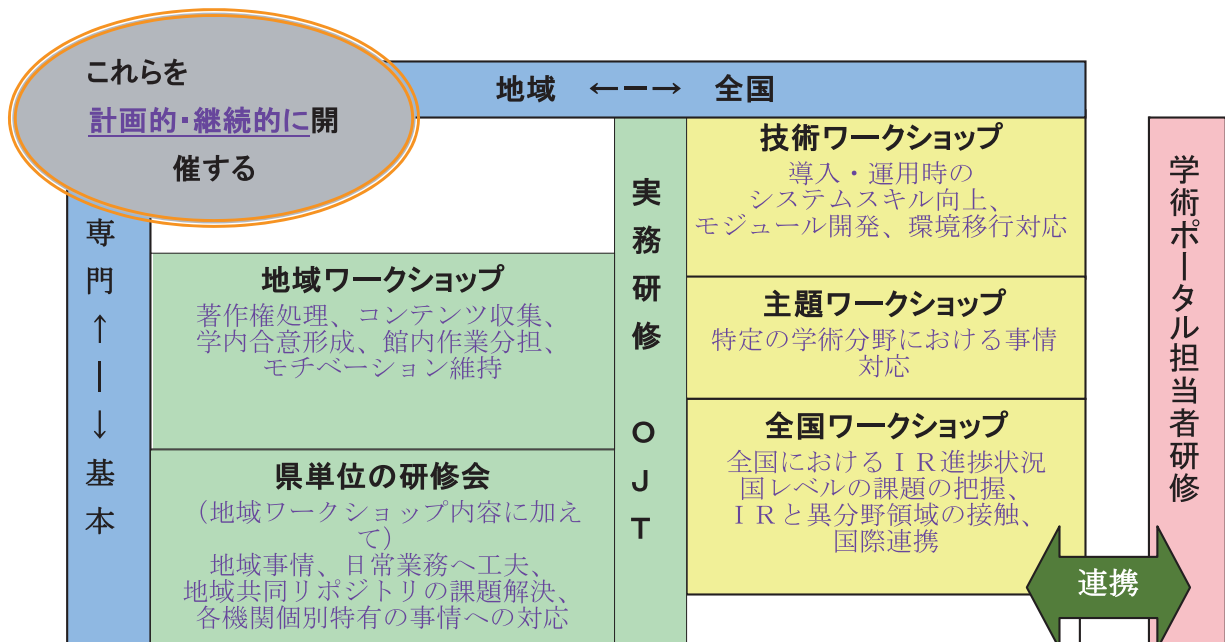 これらを
計画的・継続的に開
催する
地域 ←ー→ 全国
専門↑｜↓基本
地域ワークショップ
著作権処理、コンテンツ収集、
学内合意形成、館内作業分担、
モチベーション維持
県単位の研修会
（地域ワークショップ内容に加え
て）
地域事情、日常業務へ工夫、
地域共同リポジトリの課題解決、
各機関個別特有の事情への対応
実務研修 ＯＪＴ
技術ワークショップ
導入・運用時の
システムスキル向上、
モジュール開発、環境移行対応
主題ワークショップ
特定の学術分野における事情
対応
全国ワークショップ
全国におけるＩＲ進捗状況
国レベルの課題の把握、
ＩＲと異分野領域の接触、
国際連携
連携
学術ポータル担当者研修